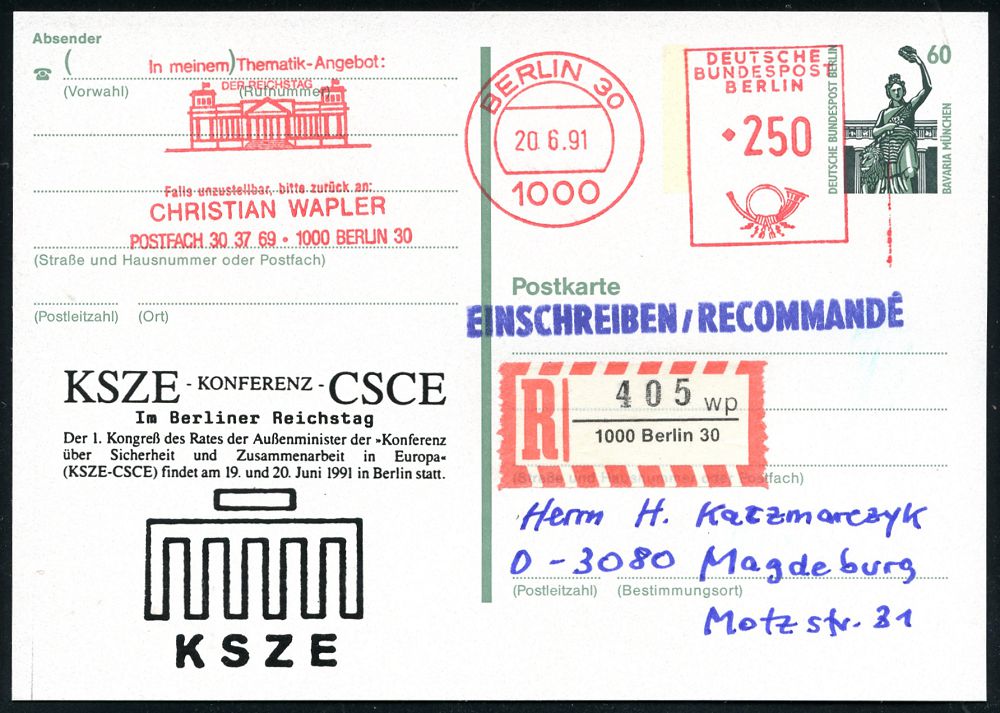 Absender
(
In meinem) Thematik-Angebot:
DER REICHSTAG
(Vorwahl) (Rufnummer)
Falls unzustellbar, bitte zurück an:
CHRISTIAN WAPLER
POSTFACH 30 37 69 • 1000 BERLIN 30
(Straße und Hausnummer oder Postfach)
(Postleitzahl) (Ort)
BERLIN 30
20.6.91
1000
DEUTSCHE
BUNDESPOST
BERLIN
250
60
DEUTSCHE BUNDESPOST BERLIN
BAVARIA MÜNCHEN
Postkarte
EINSCHREIBEN/RECOMMANDÉ
R
405 wp
1000 Berlin 30
(Straße und Hausnummer oder Postfach)
Herrn H. Kaczmarczyk
D-3080 Magdeburg
(Postleitzahl) (Bestimmungsort)
Motzstr. 31
KSZE - KONFERENZ - CSCE
Im Berliner Reichstag
Der 1. Kongreß des Rates der Außenminister der »Konferenz
über Sicherheit und Zusammenarbeit in Europa«
(KSZE-CSCE) findet am 19. und 20. Juni 1991 in Berlin statt.
KSZE